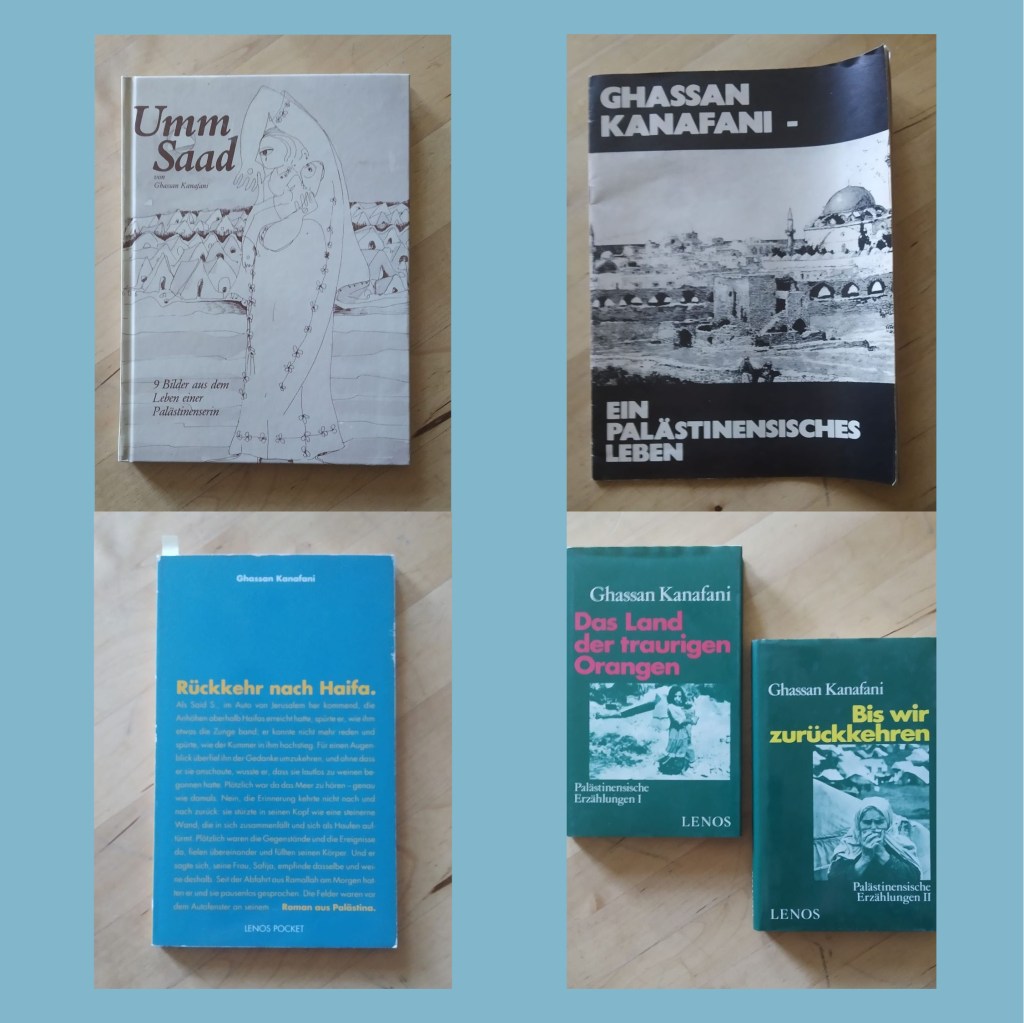 Umm
Saad
von
Ghassan Kanafani
9 Bilder aus dem
Leben einer
Palästinenserin
GHASSAN
KANAFANI -
EIN
PALÄSTINENSISCHES
LEBEN
Ghassan Kanafani
Rückkehr nach Haifa.
Als Said S., im Auto von Jerusalem her kommend, die
Anhöhen oberhalb Haifas erreicht hatte, spürte er, wie ihm
etwas die Zunge band; er konnte nicht mehr reden und
spürte, wie der Kummer in ihm hochstieg. Für einen Augen-
blick überfiel ihn der Gedanke umzukehren, und ohne dass
er sie anschaute, wusste er, dass sie lautlos zu weinen be-
gonnen hatte. Plötzlich war da das Meer zu hören – genau
wie damals. Nein, die Erinnerung kehrte nicht nach und
nach zurück: sie stürzte in seinen Kopf wie eine steinerne
Wand, die in sich zusammenfällt und sich als Haufen auf-
türmt. Plötzlich waren die Gegenstände und die Ereignisse
da, fielen übereinander und füllten seinen Körper. Und er
sagte sich, seine Frau, Safija, empfinde dasselbe und wei-
ne deshalb. Seit der Abfahrt aus Ramallah am Morgen hat-
ten er und sie pausenlos gesprochen. Die Felder waren vor
dem Autofenster an seinem ... Roman aus Palästina.
LENOS POCKET
Ghassan Kanafani
Das Land
der traurigen
Orangen
Palästinensische
Erzählungen I
LENOS
Ghassan Kanafani
Bis wir
zurückkehren
Palästinensische
Erzählungen II
LENOS